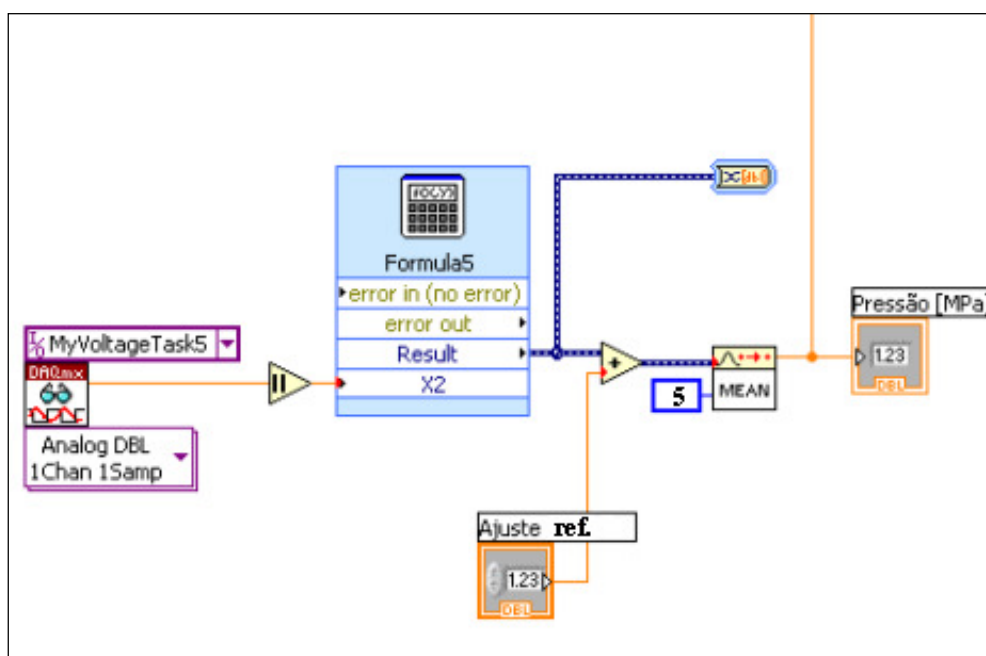 Formula5
error in (no error)
error out
Result
X2
MyVoltageTask5
DAQmx
Analog DBL
1Chan 1Samp
5
MEAN
Pressão [MPa]
1.23
DBL
Ajuste ref.
1.23
DBL